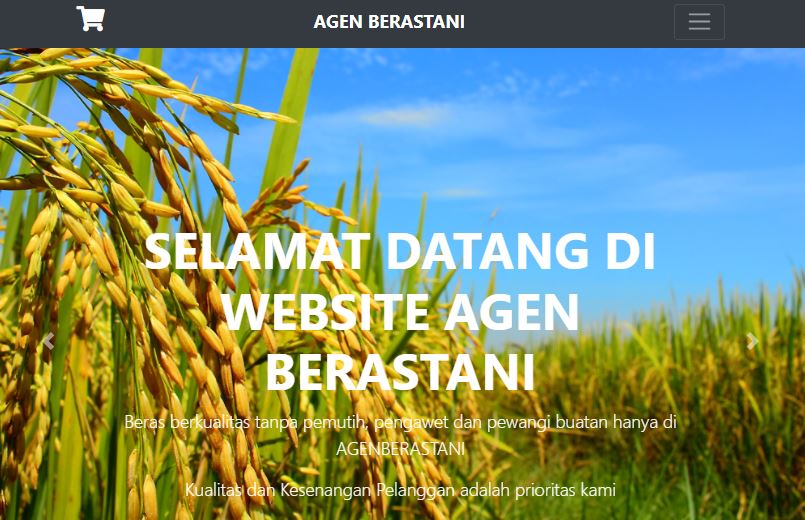 AGEN BERASTANI
SELAMAT DATANG DI
WEBSITE AGEN
BERASTANI
Beras berkualitas tanpa pemutih, pengawet dan pewangi buatan hanya di
AGENBERASTANI
Kualitas dan Kesenangan Pelanggan adalah prioritas kami